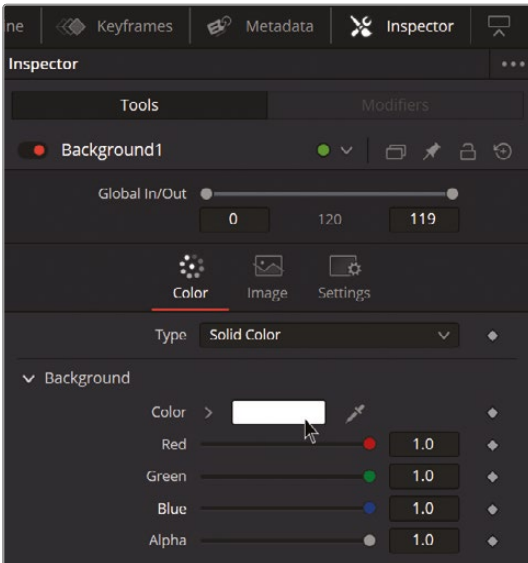 ne Keyframes Metadata Inspector
Inspector
Tools Modifiers
Background1
Global In/Out
0 120 119
Color Image Settings
Type Solid Color
Background
Color
Red 1.0
Green 1.0
Blue 1.0
Alpha 1.0